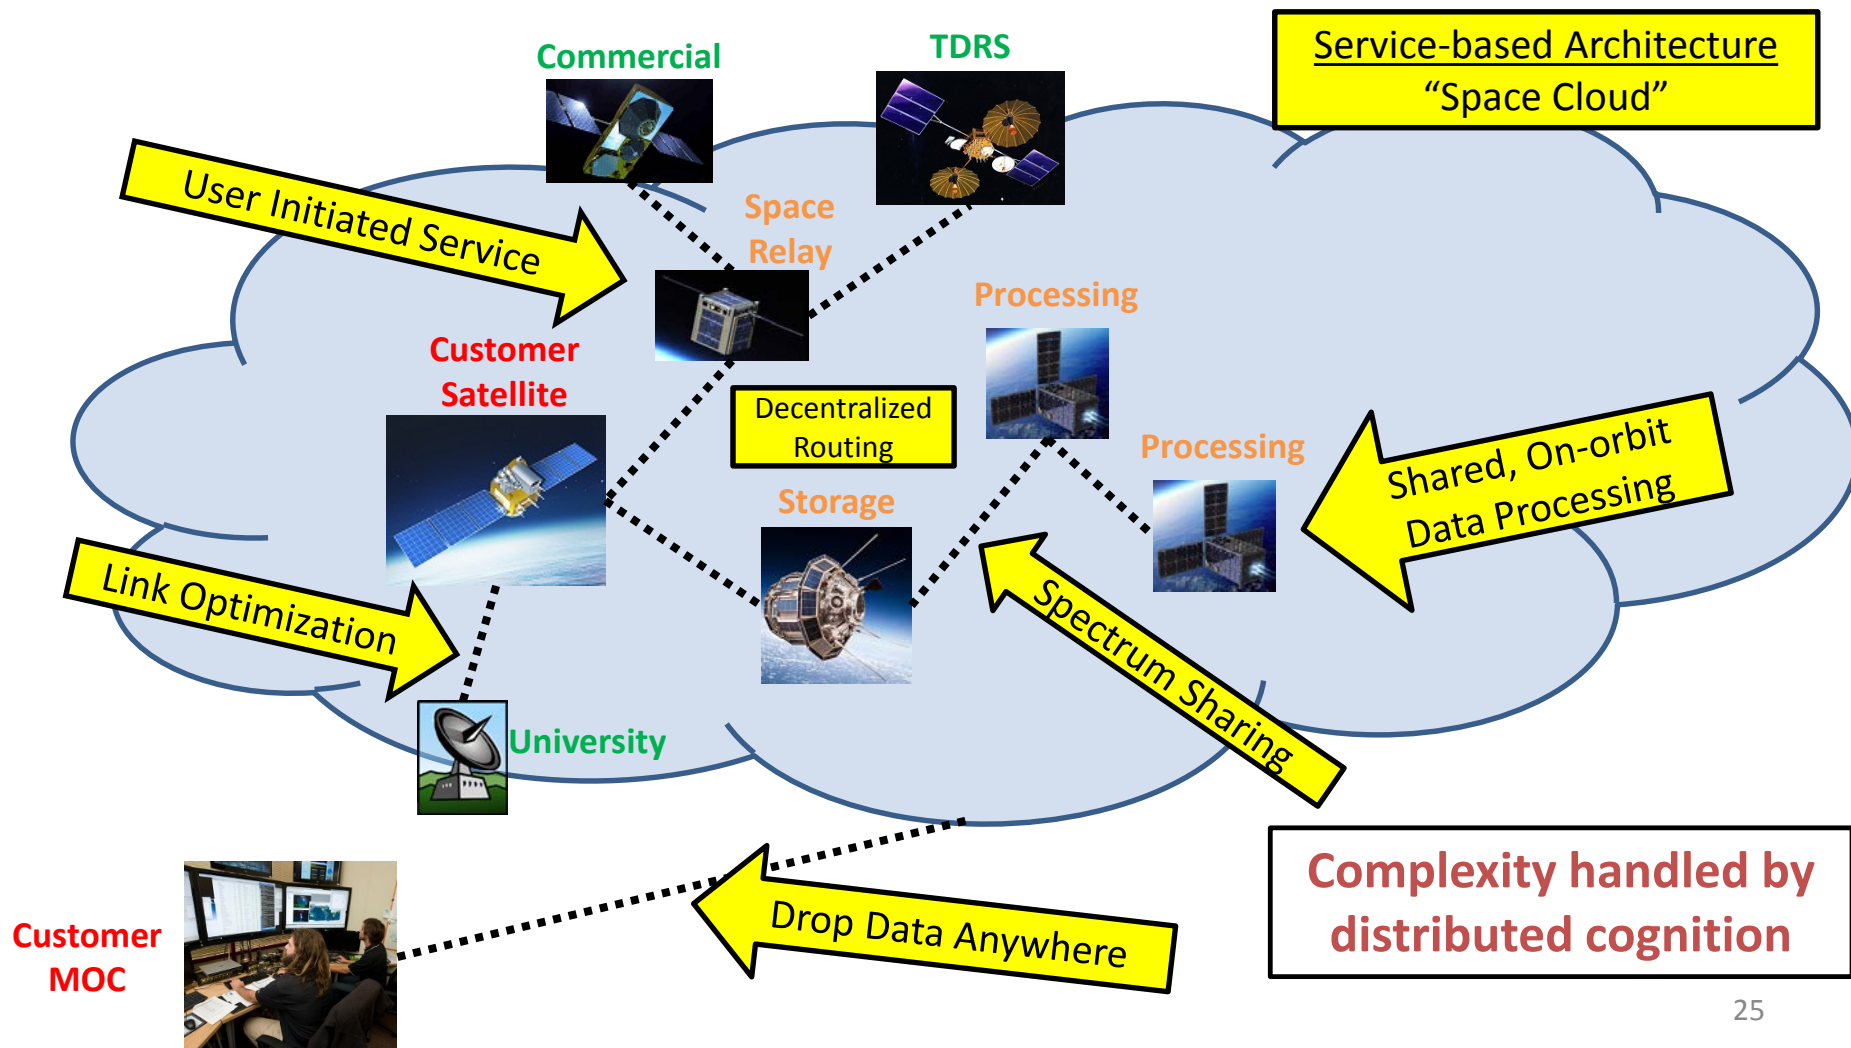 Commercial
TDRS
Service-based Architecture
“Space Cloud”
User Initiated Service
Space
Relay
Processing
Customer
Satellite
Decentralized
Routing
Processing
Shared, On-orbit
Data Processing
Storage
Link Optimization
Spectrum Sharing
University
Complexity handled by
distributed cognition
Drop Data Anywhere
Customer
MOC
25